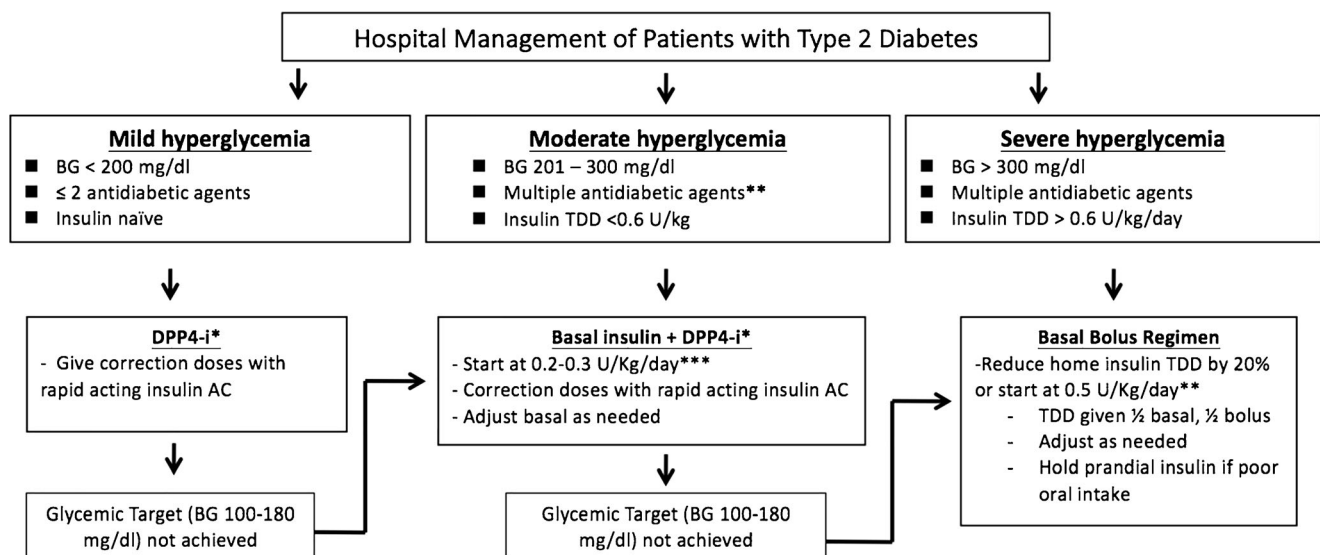 Hospital Management of Patients with Type 2 Diabetes
Mild hyperglycemia
■ BG < 200 mg/dl
■ ≤ 2 antidiabetic agents
■ Insulin naïve
Moderate hyperglycemia
■ BG 201 – 300 mg/dl
■ Multiple antidiabetic agents**
■ Insulin TDD <0.6 U/kg
Severe hyperglycemia
■ BG > 300 mg/dl
■ Multiple antidiabetic agents
■ Insulin TDD > 0.6 U/kg/day
DPP4-i*
- Give correction doses with
rapid acting insulin AC
Basal insulin + DPP4-i*
- Start at 0.2-0.3 U/Kg/day***
- Correction doses with rapid acting insulin AC
- Adjust basal as needed
Basal Bolus Regimen
-Reduce home insulin TDD by 20%
or start at 0.5 U/Kg/day**
- TDD given ½ basal, ½ bolus
- Adjust as needed
- Hold prandial insulin if poor
oral intake
Glycemic Target (BG 100-180
mg/dl) not achieved
Glycemic Target (BG 100-180
mg/dl) not achieved